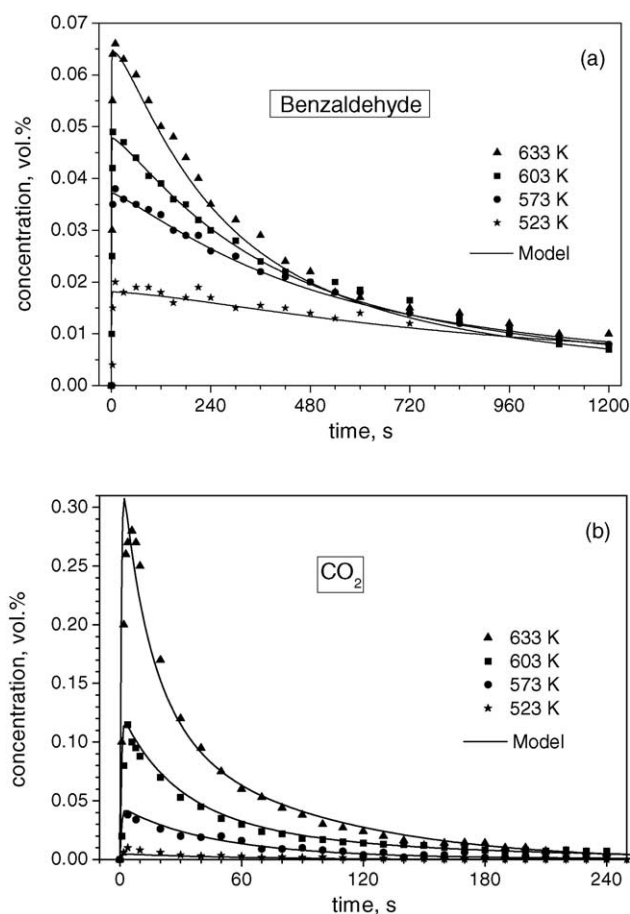 0.07
0.06
0.05
0.04
0.03
0.02
0.01
0.00
concentration, vol.%
(a)
Benzaldehyde
633 K
603 K
573 K
523 K
Model
0 240 480 720 960 1200
time, s
0.30
0.25
0.20
0.15
0.10
0.05
0.00
concentration, vol.%
(b)
CO₂
633 K
603 K
573 K
523 K
Model
0 60 120 180 240
time, s